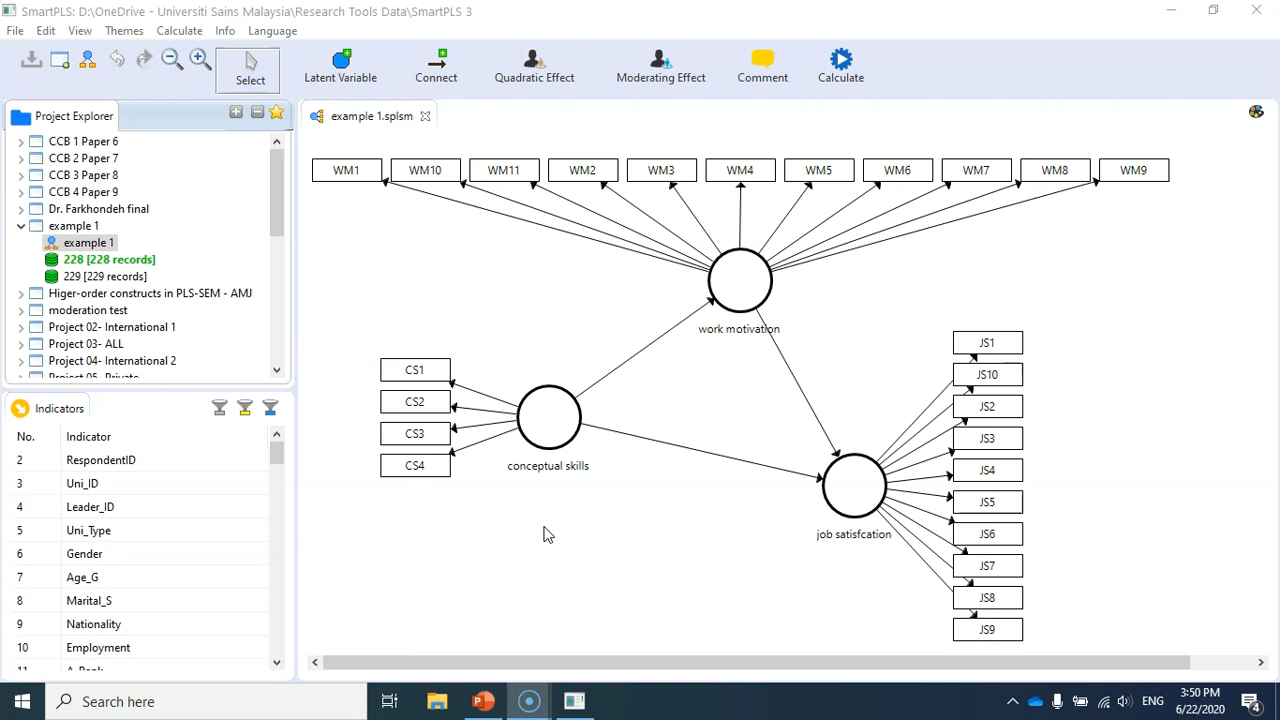 SmartPLS: D:\OneDrive - Universiti Sains Malaysia\Research Tools Data\SmartPLS 3
File Edit View Themes Calculate Info Language
Select
Latent Variable
Connect
Quadratic Effect
Moderating Effect
Comment
Calculate
Project Explorer
CCB 1 Paper 6
CCB 2 Paper 7
CCB 3 Paper 8
CCB 4 Paper 9
Dr. Farkhondeh final
example 1
example 1
228 [228 records]
229 [229 records]
Higer-order constructs in PLS-SEM - AMJ
moderation test
Project 02- International 1
Project 03- ALL
Project 04- International 2
Project 05- Private
Indicators
No. Indicator
2 RespondentID
3 Uni_ID
4 Leader_ID
5 Uni_Type
6 Gender
7 Age_G
8 Marital_S
9 Nationality
10 Employment
example 1.splsm
WM1 WM10 WM11 WM2 WM3 WM4 WM5 WM6 WM7 WM8 WM9
work motivation
CS1
CS2
CS3
CS4
conceptual skills
JS1
JS10
JS2
JS3
JS4
JS5
JS6
JS7
JS8
JS9
job satisfcation
Type here to search
ENG
3:50 PM
6/22/2020
4